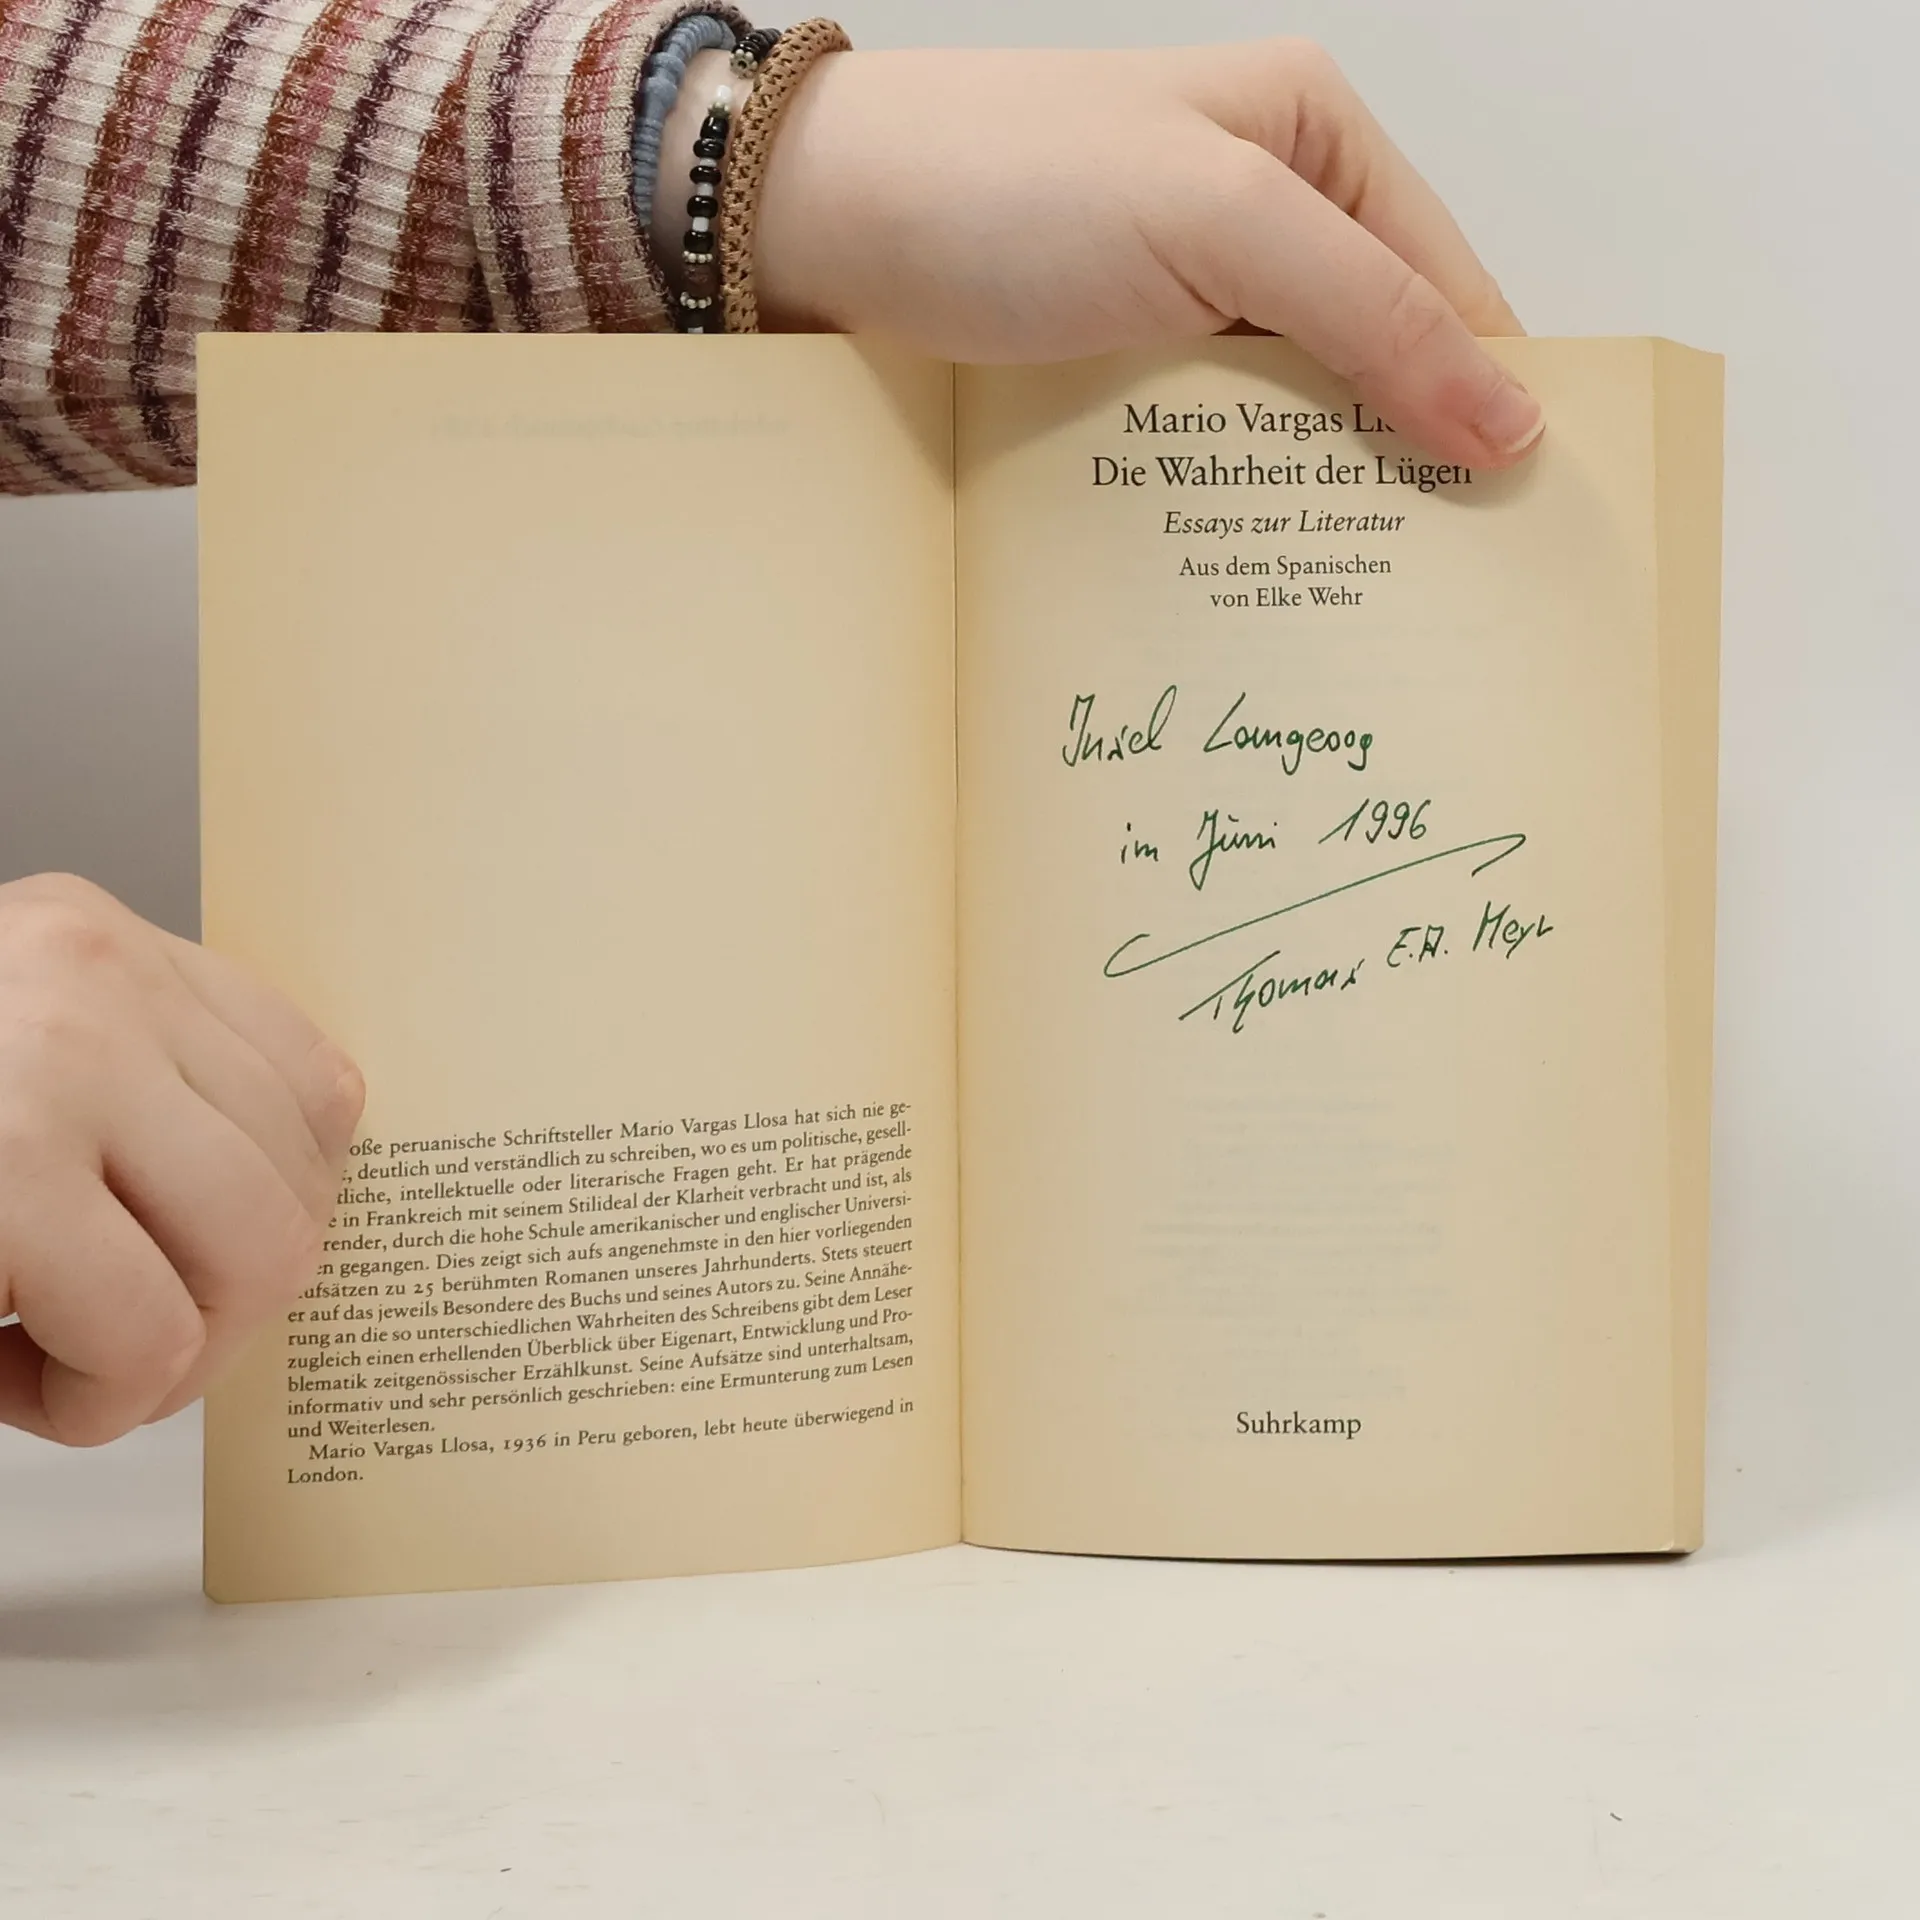 oße peruanische Schriftsteller Mario Vargas Llosa hat sich nie ge-
, deutlich und verständlich zu schreiben, wo es um politische, gesell-
tliche, intellektuelle oder literarische Fragen geht. Er hat prägende
e in Frankreich mit seinem Stilideal der Klarheit verbracht und ist, als
render, durch die hohe Schule amerikanischer und englischer Universi-
en gegangen. Dies zeigt sich aufs angenehmste in den hier vorliegenden
ufsätzen zu 25 berühmten Romanen unseres Jahrhunderts. Stets steuert
er auf das jeweils Besondere des Buchs und seines Autors zu. Seine Annähe-
rung an die so unterschiedlichen Wahrheiten des Schreibens gibt dem Leser
zugleich einen erhellenden Überblick über Eigenart, Entwicklung und Pro-
blematik zeitgenössischer Erzählkunst. Seine Aufsätze sind unterhaltsam,
informativ und sehr persönlich geschrieben: eine Ermunterung zum Lesen
und Weiterlesen.
Mario Vargas Llosa, 1936 in Peru geboren, lebt heute überwiegend in
London.
Mario Vargas
Die Wahrheit der Lügen
Essays zur Literatur
Aus dem Spanischen
von Elke Wehr
Insel Langeoog
im Juni 1996
Thomas E.A. Meyr
Suhrkamp